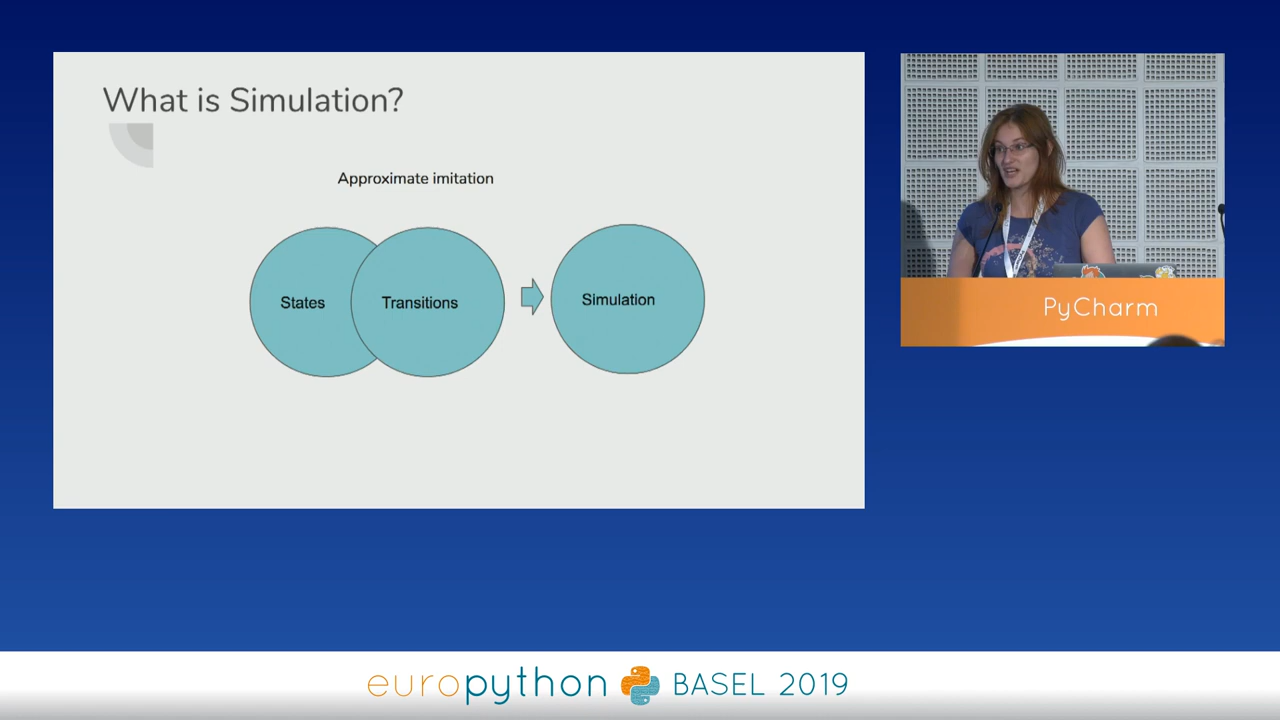 What is Simulation?
Approximate imitation
States
Transitions
Simulation
PyCharm
europython BASEL 2019